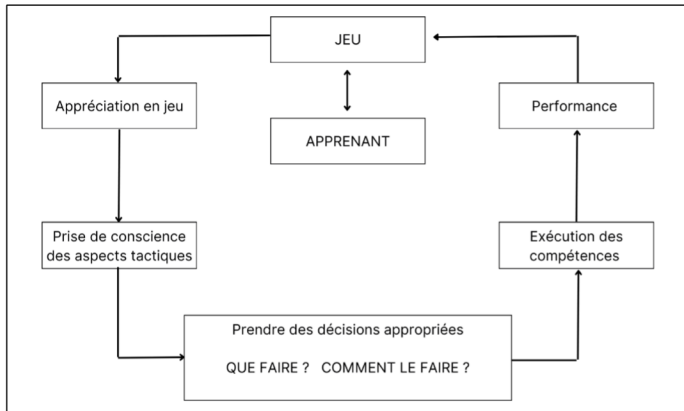 JEU
Appréciation en jeu
Performance
APPRENANT
Prise de conscience
des aspects tactiques
Exécution des
compétences
Prendre des décisions appropriées
QUE FAIRE ? COMMENT LE FAIRE ?